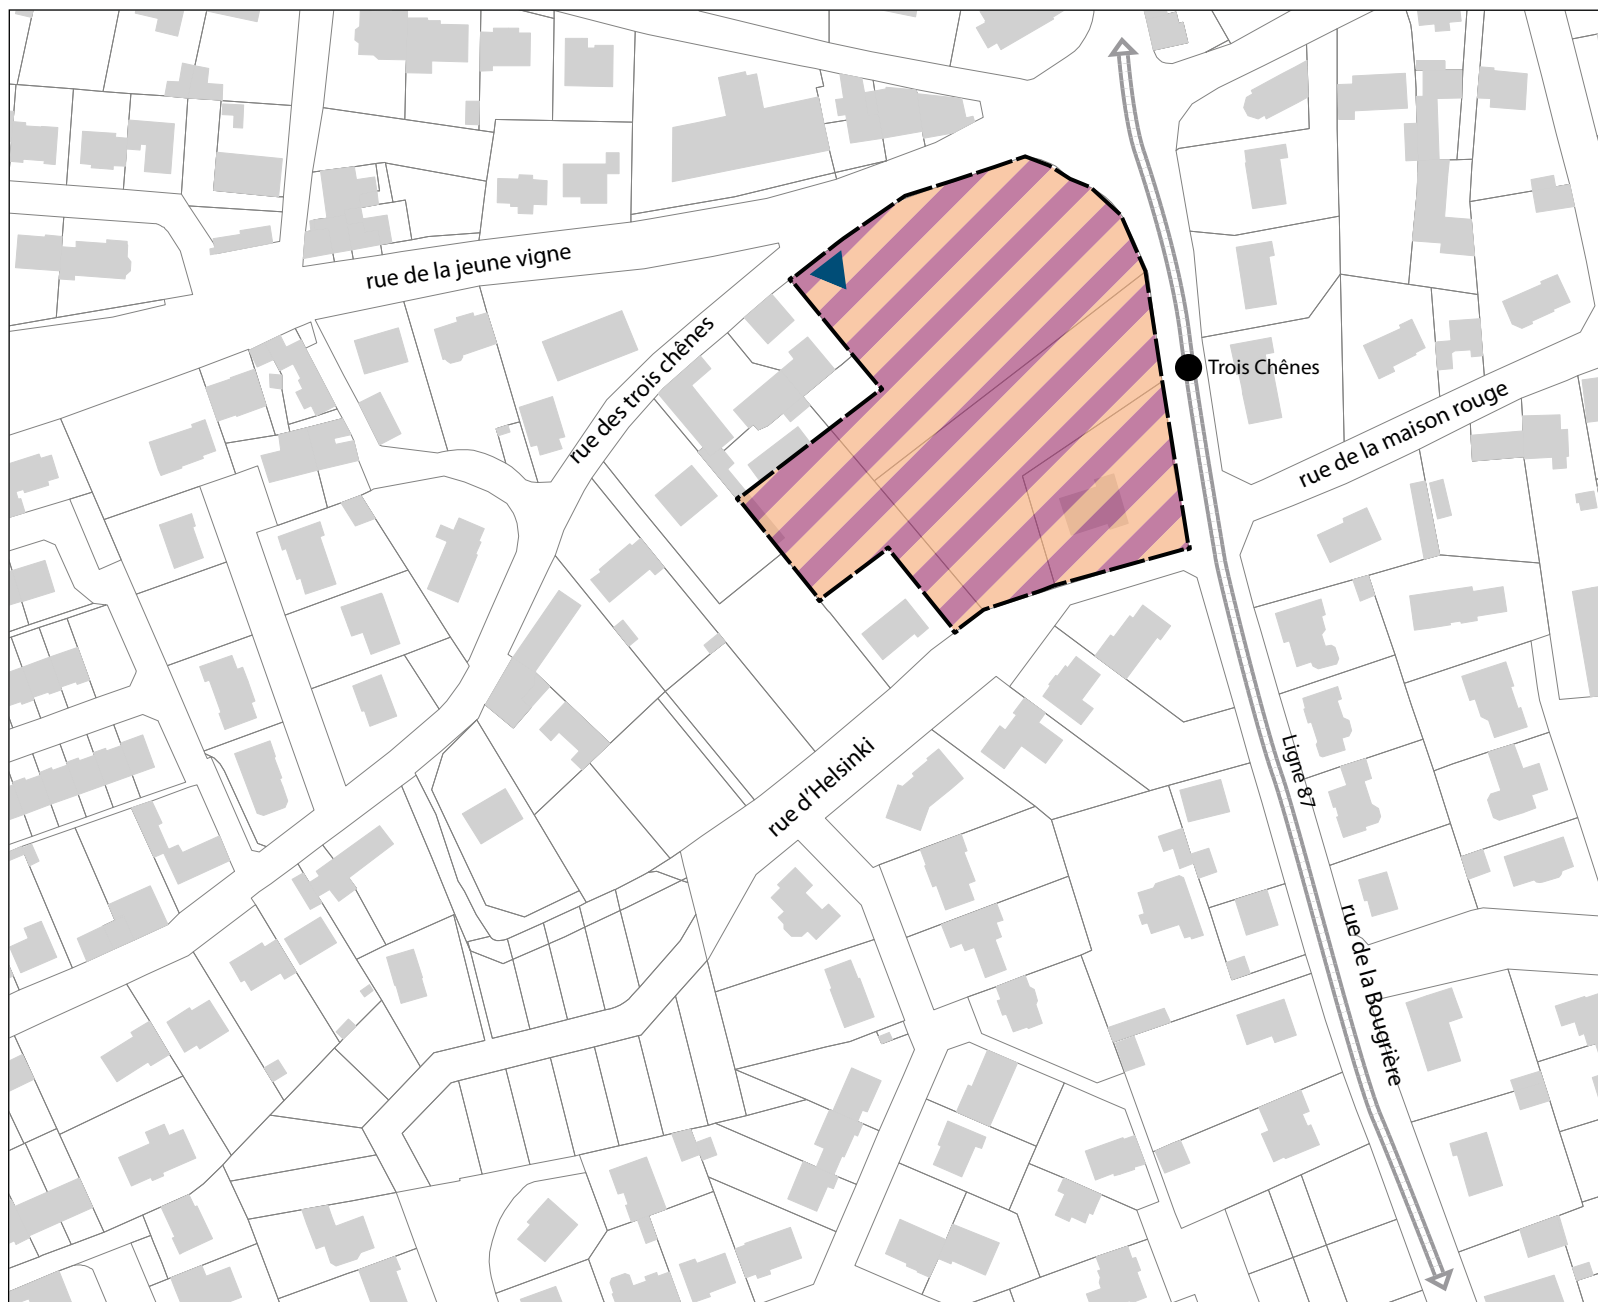 rue de la jeune vigne
rue des trois chênes
Trois Chênes
rue de la maison rouge
rue d'Helsinki
Ligne 87
rue de la Bougrière